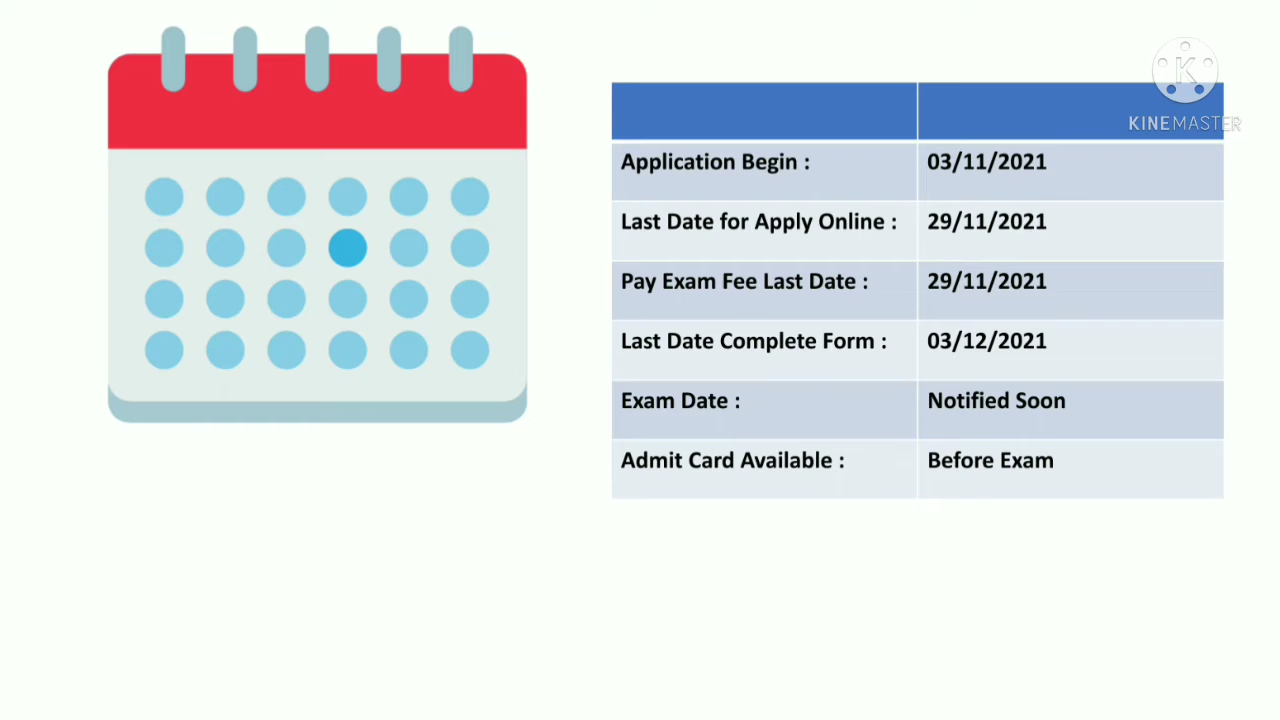 K
KINEMASTER
Application Begin : 03/11/2021
Last Date for Apply Online : 29/11/2021
Pay Exam Fee Last Date : 29/11/2021
Last Date Complete Form : 03/12/2021
Exam Date : Notified Soon
Admit Card Available : Before Exam